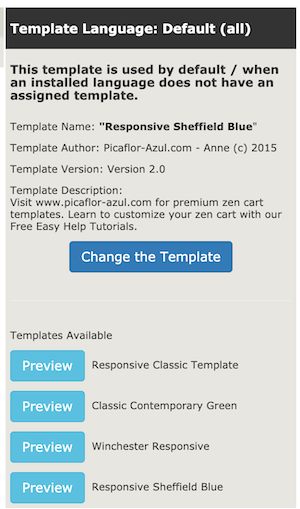 Template Language: Default (all)
This template is used by default / when
an installed language does not have an
assigned template.
Template Name: "Responsive Sheffield Blue"
Template Author: Picaflor-Azul.com - Anne (c) 2015
Template Version: Version 2.0
Template Description:
Visit www.picaflor-azul.com for premium zen cart
templates. Learn to customize your zen cart with our
Free Easy Help Tutorials.
Change the Template
Templates Available
Preview Responsive Classic Template
Preview Classic Contemporary Green
Preview Winchester Responsive
Preview Responsive Sheffield Blue